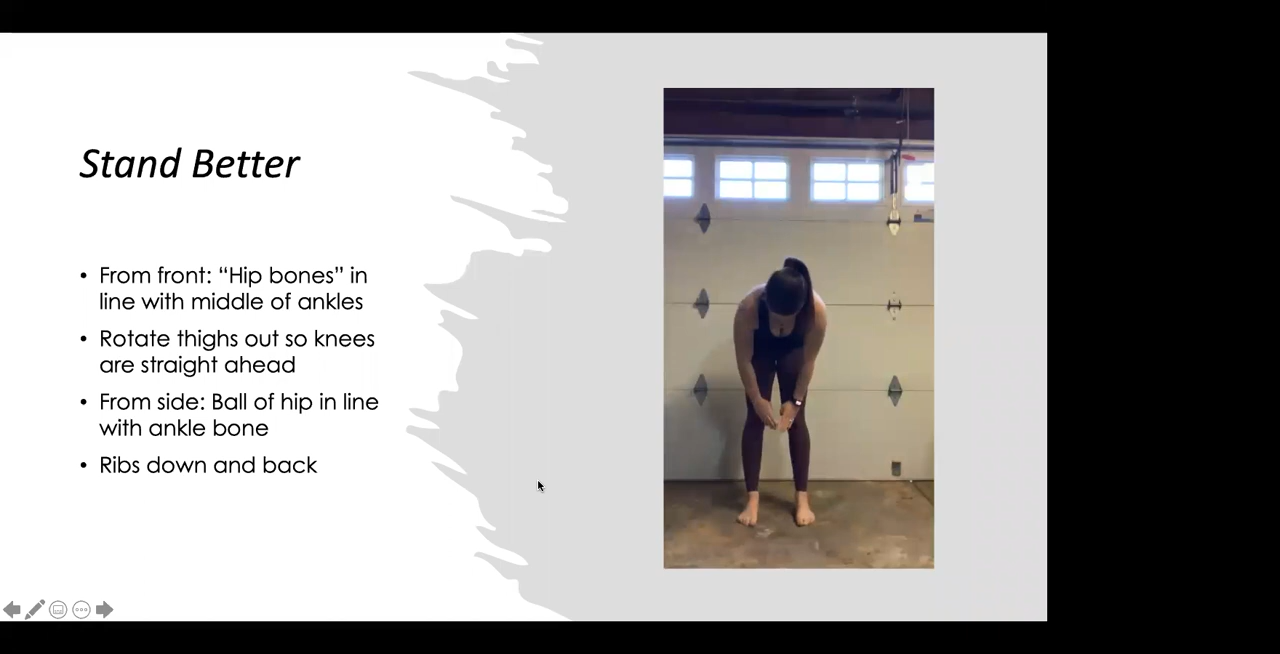 Stand Better
• From front: “Hip bones” in
line with middle of ankles
• Rotate thighs out so knees
are straight ahead
• From side: Ball of hip in line
with ankle bone
• Ribs down and back